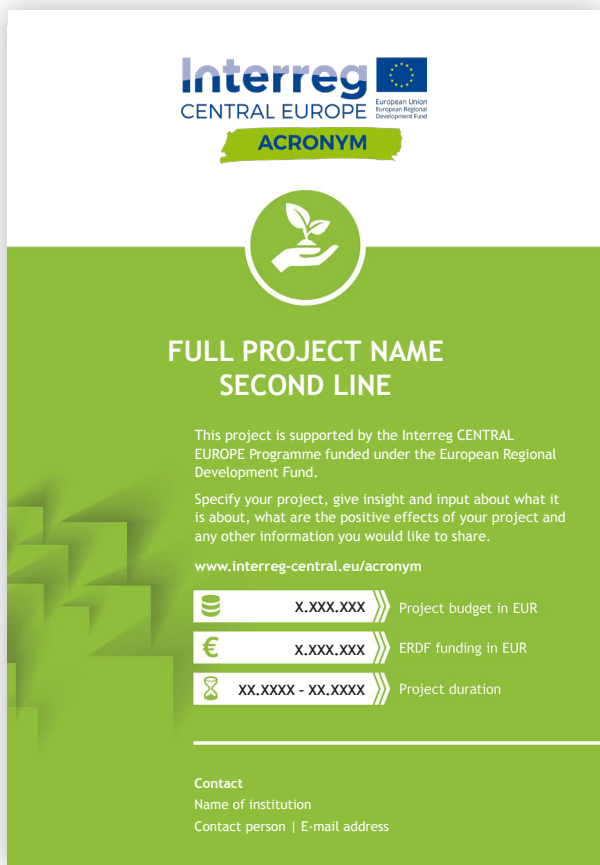 Interreg
CENTRAL EUROPE
European Union
European Regional
Development Fund
ACRONYM
FULL PROJECT NAME
SECOND LINE
This project is supported by the Interreg CENTRAL
EUROPE Programme funded under the European Regional
Development Fund.
Specify your project, give insight and input about what it
is about, what are the positive effects of your project and
any other information you would like to share.
www.interreg-central.eu/acronym
X.XXX.XXX Project budget in EUR
€ X.XXX.XXX ERDF funding in EUR
XX.XXXX - XX.XXXX Project duration
Contact
Name of institution
Contact person | E-mail address